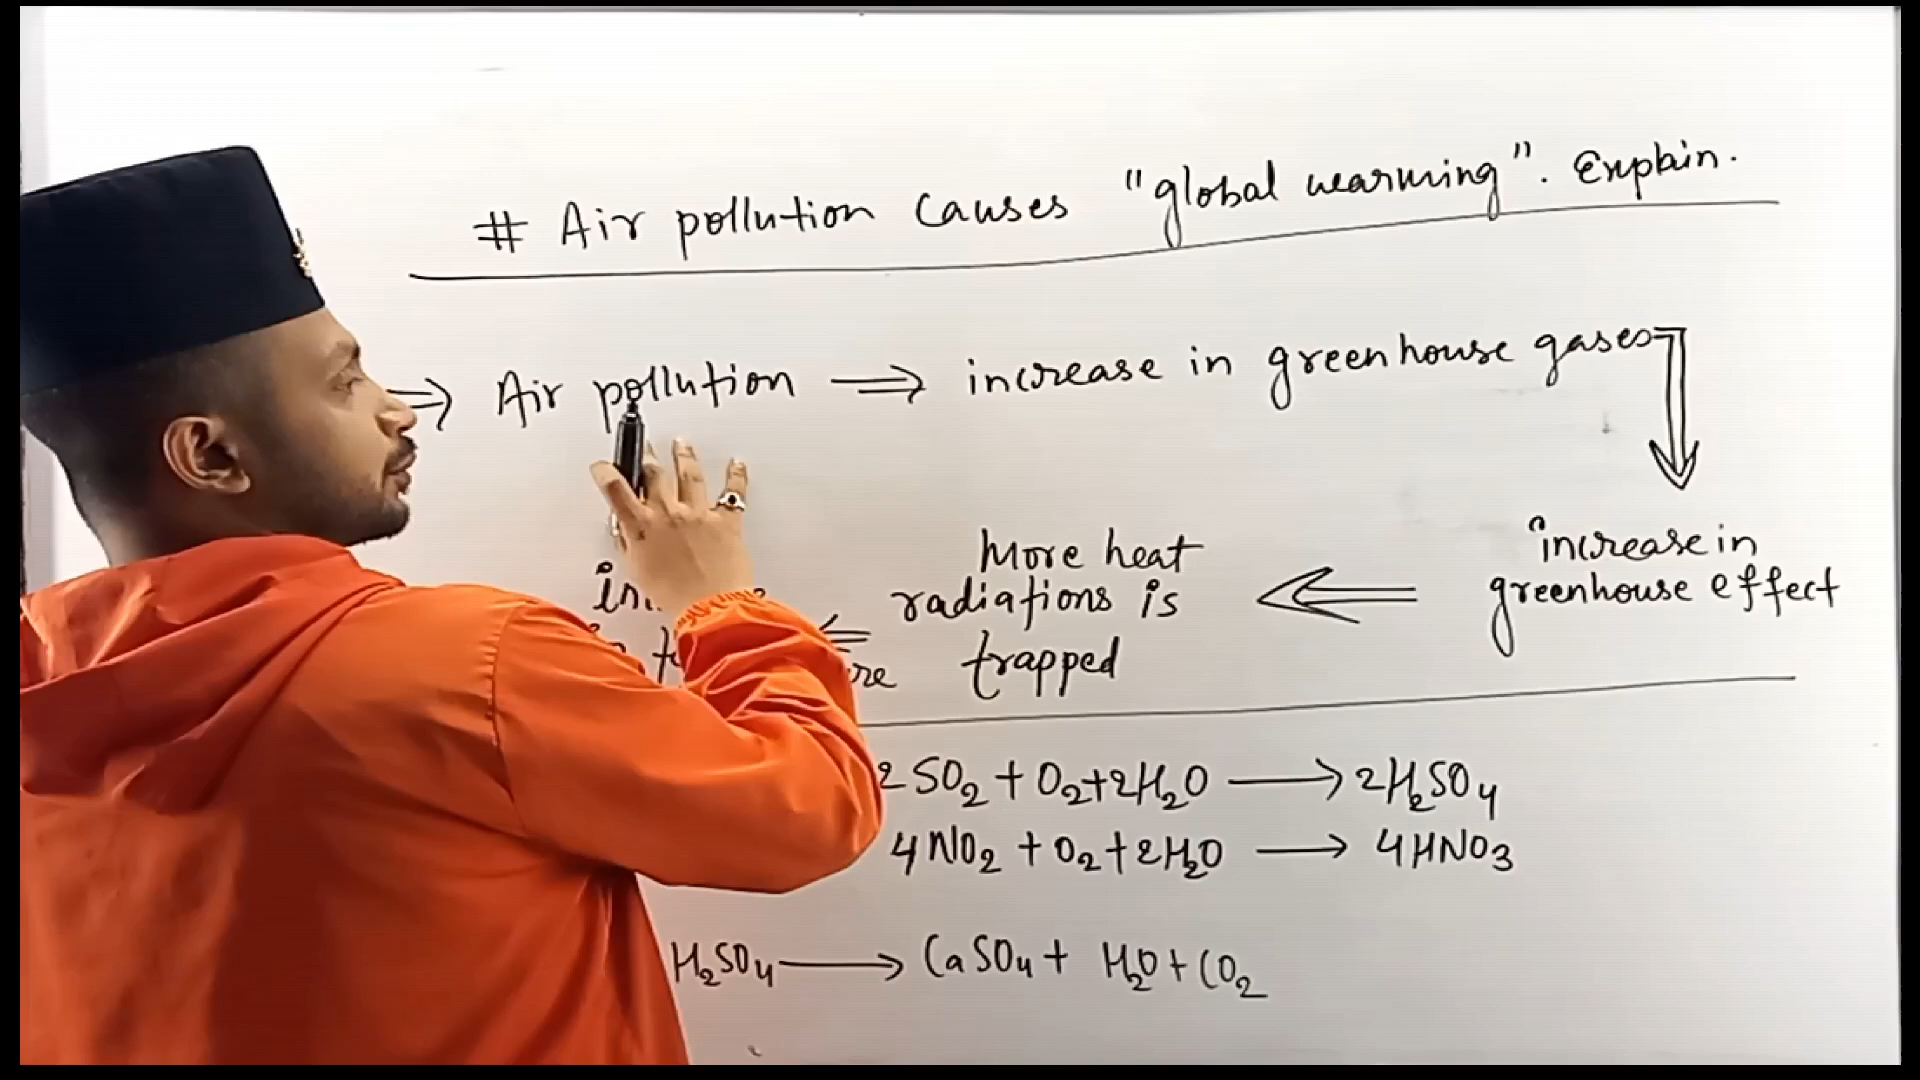 # Air pollution causes "global warming". Explain.
⇒ Air pollution ⇒ increase in greenhouse gases
increase in
greenhouse effect
⇐
More heat
radiations is
trapped
⇐
2SO₂ + O₂ + 2H₂O → 2H₂SO₄
4NO₂ + O₂ + 2H₂O → 4HNO₃
H₂SO₄ → CaSO₄ + H₂O + CO₂